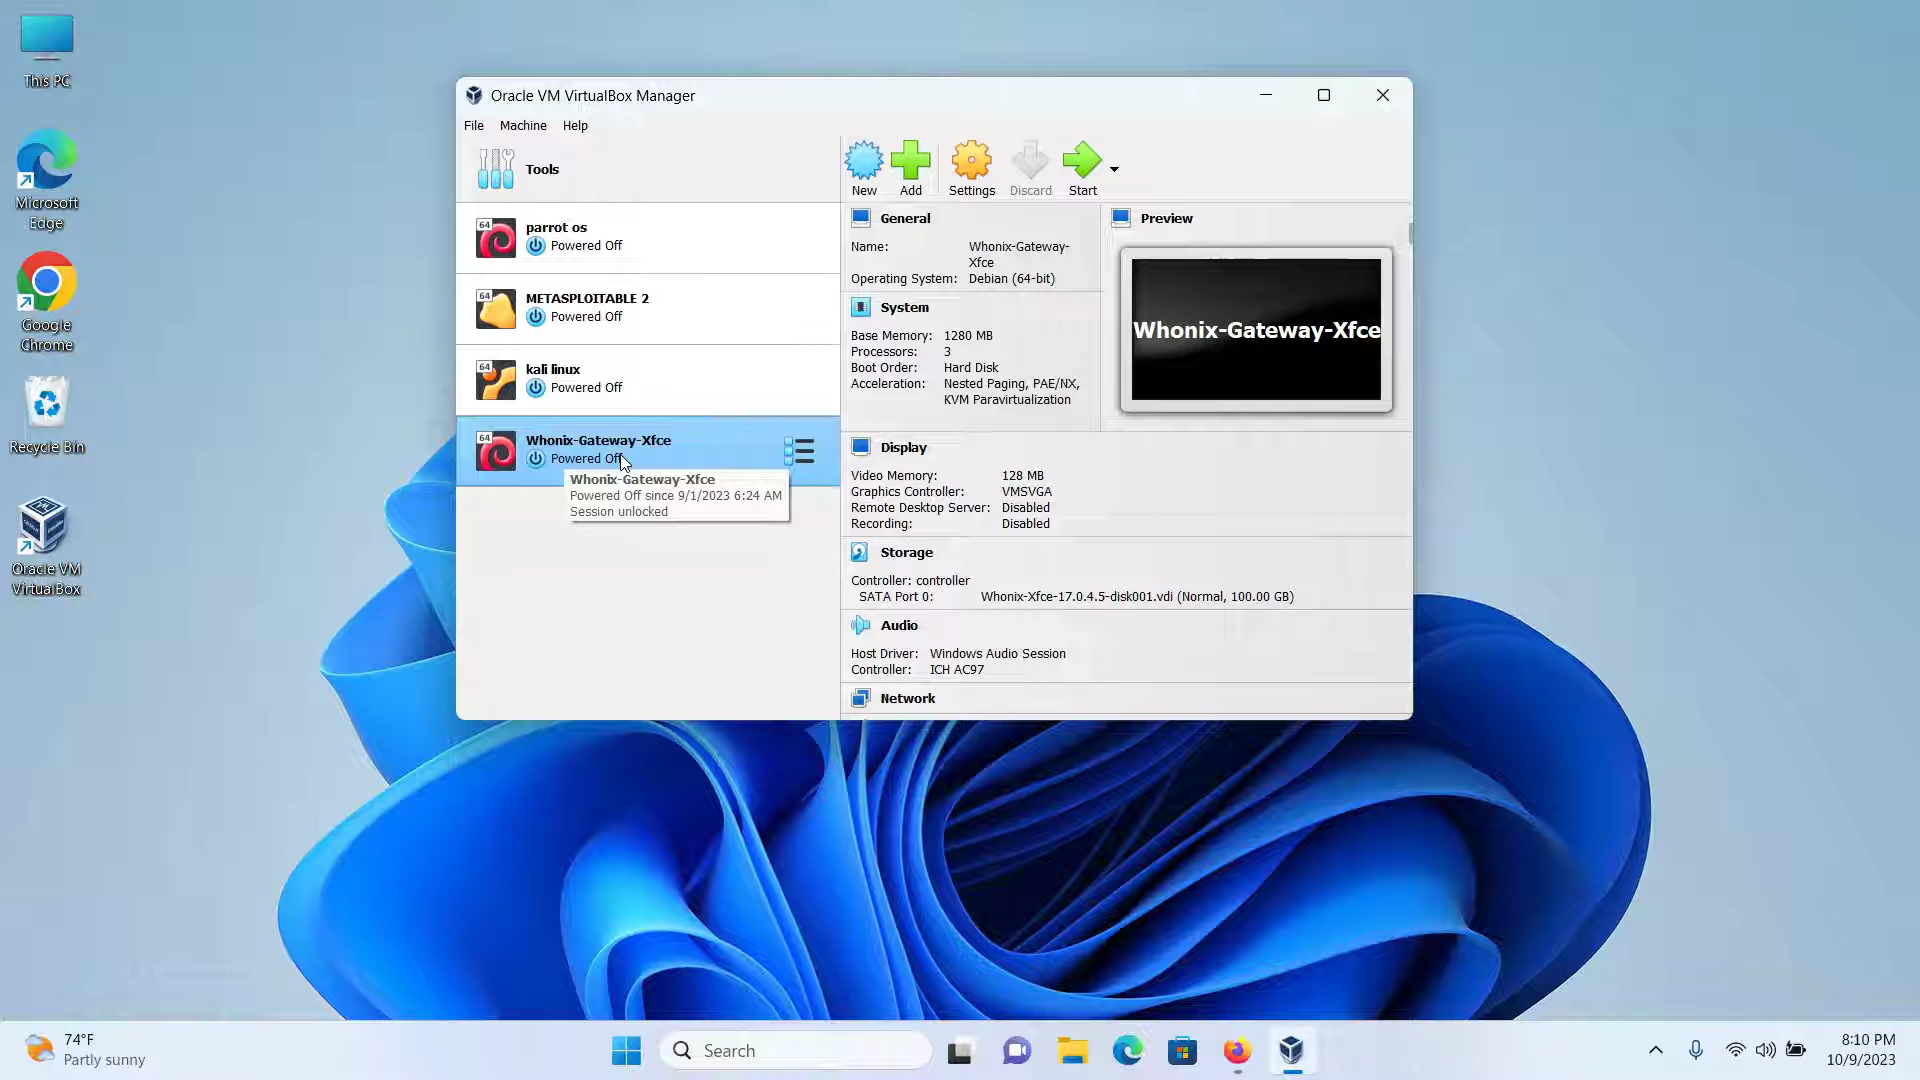 This PC
Microsoft
Edge
Google
Chrome
Recycle Bin
Oracle VM
VirtualBox
Oracle VM VirtualBox Manager
File Machine Help
Tools
64
parrot os
Powered Off
64
METASPLOITABLE 2
Powered Off
64
kali linux
Powered Off
64
Whonix-Gateway-Xfce
Powered Off
Whonix-Gateway-Xfce
Powered Off since 9/1/2023 6:24 AM
Session unlocked
New Add Settings Discard Start
General
Name: Whonix-Gateway-
Xfce
Operating System: Debian (64-bit)
System
Base Memory: 1280 MB
Processors: 3
Boot Order: Hard Disk
Acceleration: Nested Paging, PAE/NX,
KVM Paravirtualization
Preview
Whonix-Gateway-Xfce
Display
Video Memory: 128 MB
Graphics Controller: VMSVGA
Remote Desktop Server: Disabled
Recording: Disabled
Storage
Controller: controller
SATA Port 0: Whonix-Xfce-17.0.4.5-disk001.vdi (Normal, 100.00 GB)
Audio
Host Driver: Windows Audio Session
Controller: ICH AC97
Network
74°F
Partly sunny
Search
8:10 PM
10/9/2023